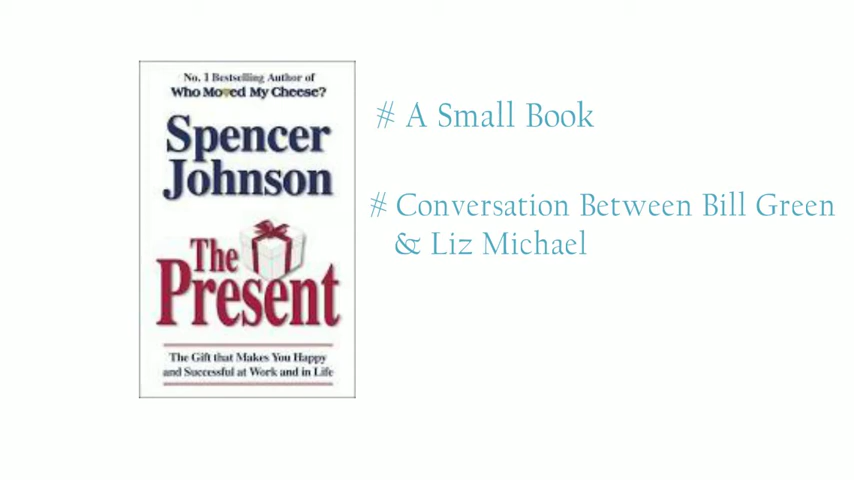 No. 1 Bestselling Author of
Who Moved My Cheese?
Spencer
Johnson
The
Present
The Gift that Makes You Happy
and Successful at Work and in Life
# A Small Book
# Conversation Between Bill Green
& Liz Michael